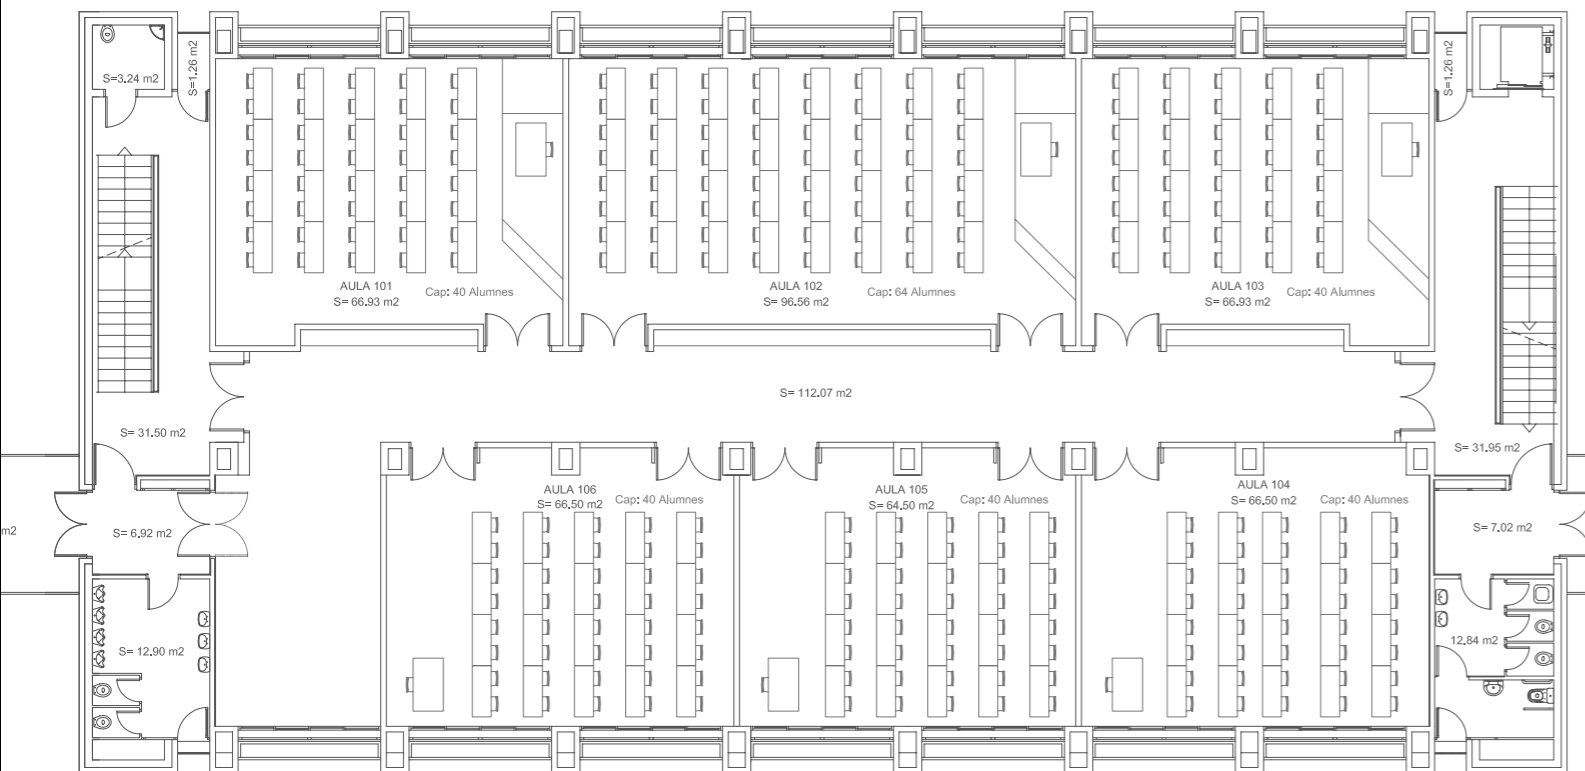 S=3.24 m2
S=1.26 m2
S=1.26 m2
AULA 101
S= 66.93 m2
Cap: 40 Alumnes
AULA 102
S= 96.56 m2
Cap: 64 Alumnes
AULA 103
S= 66.93 m2
Cap: 40 Alumnes
S= 112.07 m2
S= 31.50 m2
S= 31.95 m2
AULA 106
S= 66.50 m2
Cap: 40 Alumnes
AULA 105
S= 64.50 m2
Cap: 40 Alumnes
AULA 104
S= 66.50 m2
Cap: 40 Alumnes
m2
S= 6.92 m2
S= 7.02 m2
S= 12.90 m2
12.84 m2